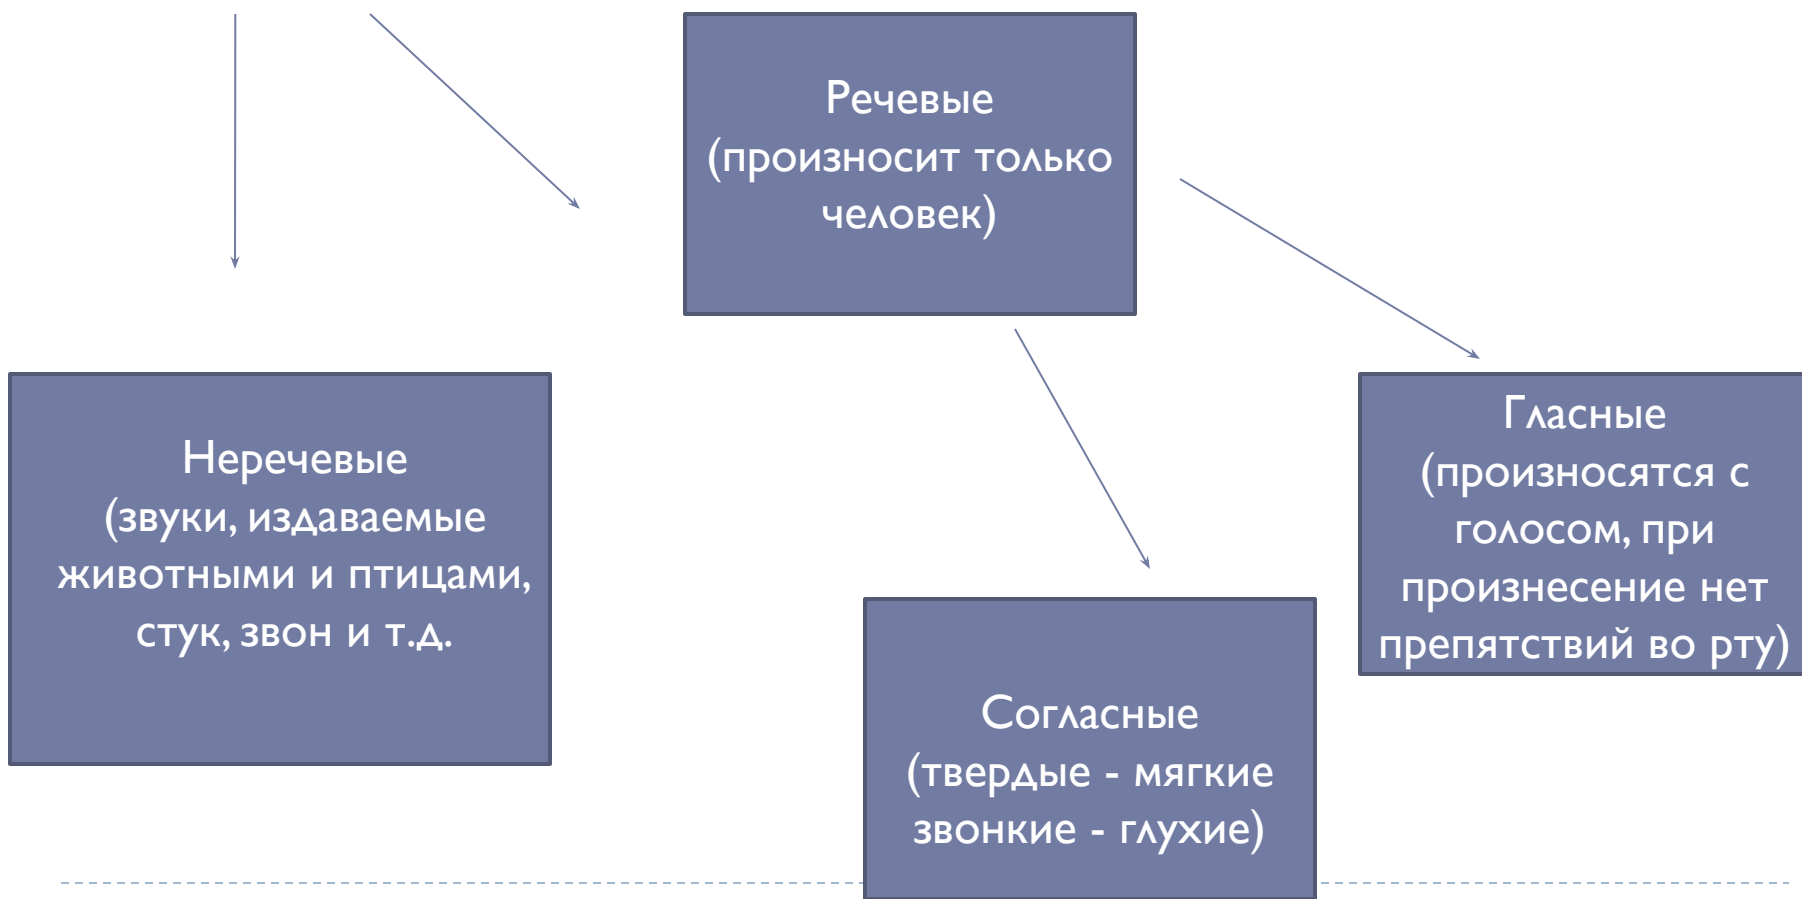 Речевые
(произносит только
человек)
Неречевые
(звуки, издаваемые
животными и птицами,
стук, звон и т.д.
Гласные
(произносятся с
голосом, при
произнесение нет
препятствий во рту)
Согласные
(твердые - мягкие
звонкие - глухие)